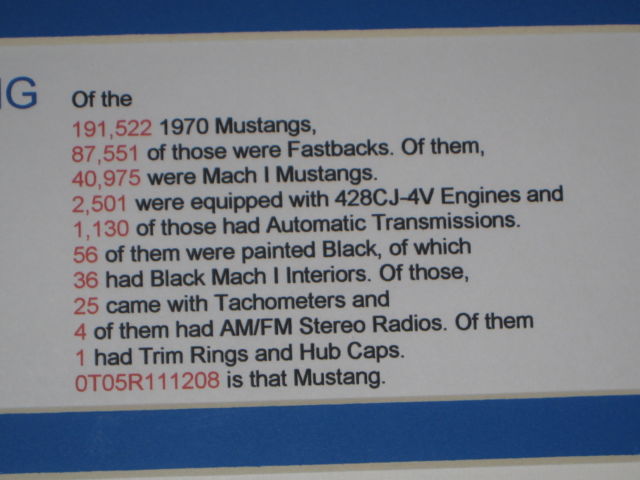 IG
Of the
191,522 1970 Mustangs,
87,551 of those were Fastbacks. Of them,
40,975 were Mach I Mustangs.
2,501 were equipped with 428CJ-4V Engines and
1,130 of those had Automatic Transmissions.
56 of them were painted Black, of which
36 had Black Mach I Interiors. Of those,
25 came with Tachometers and
4 of them had AM/FM Stereo Radios. Of them
1 had Trim Rings and Hub Caps.
0T05R111208 is that Mustang.